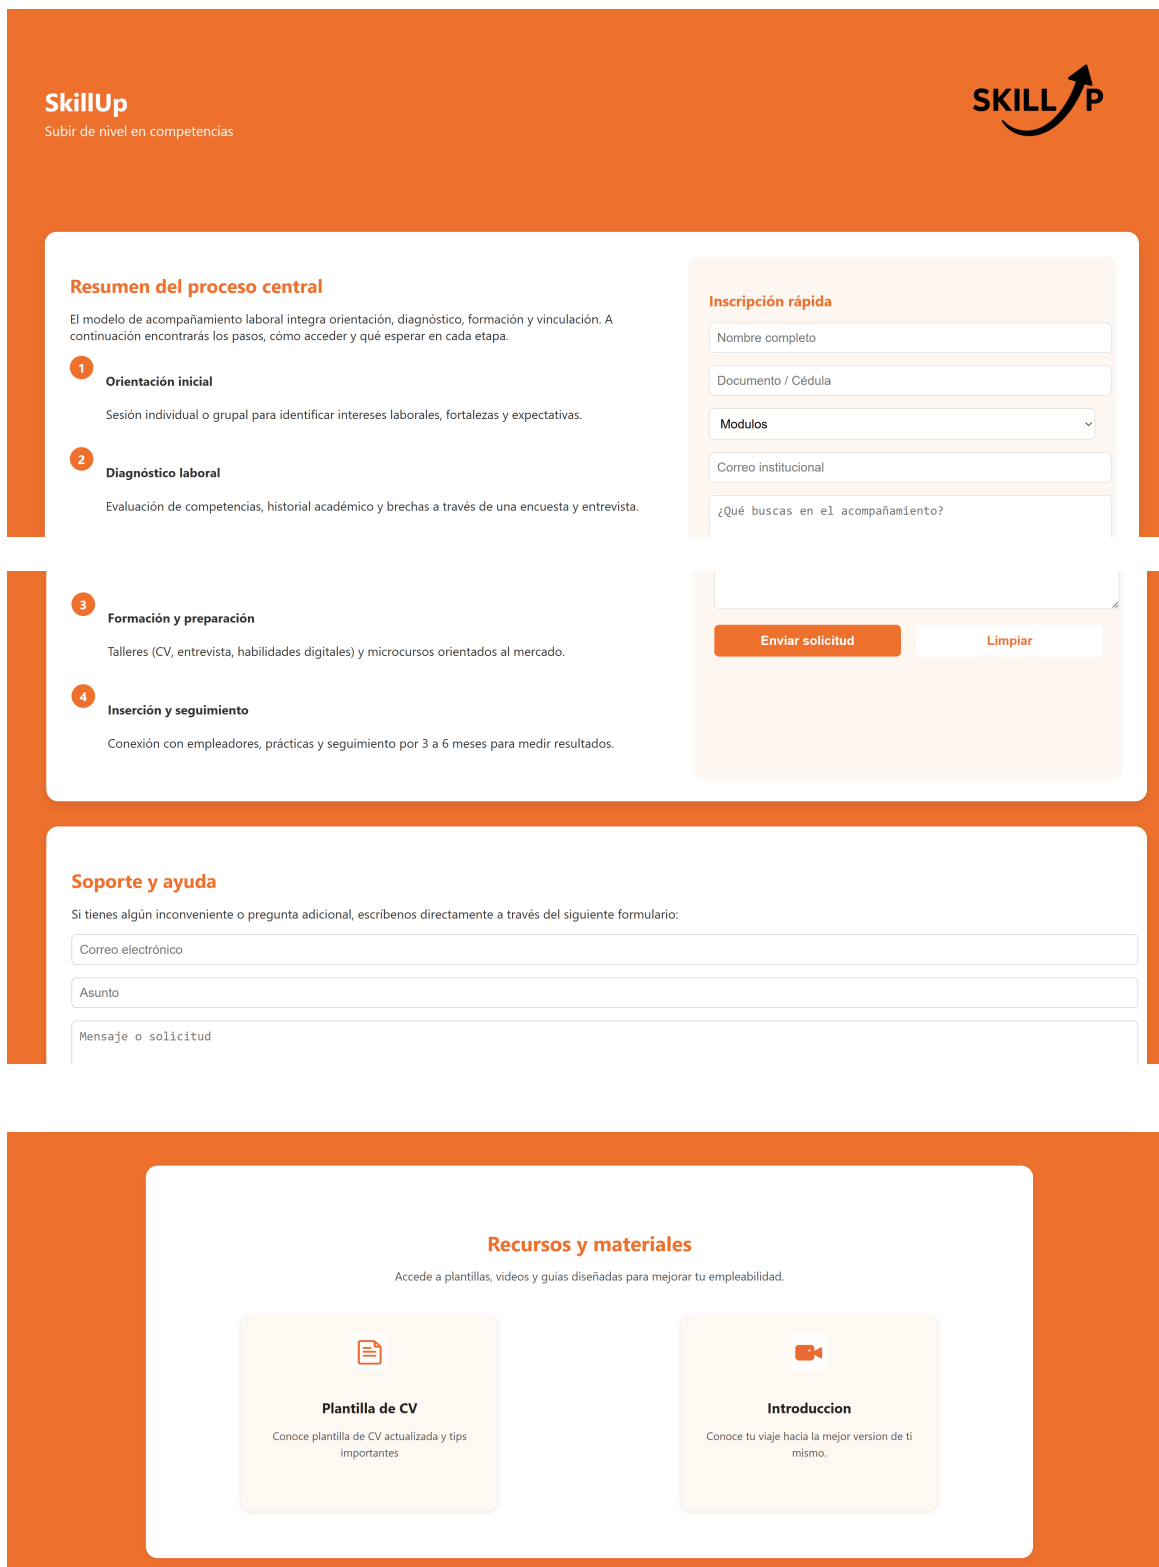 SkillUp
Subir de nivel en competencias
SKILL P
Resumen del proceso central
El modelo de acompañamiento laboral integra orientación, diagnóstico, formación y vinculación. A
continuación encontrarás los pasos, cómo acceder y qué esperar en cada etapa.
1
Orientación inicial
Sesión individual o grupal para identificar intereses laborales, fortalezas y expectativas.
2
Diagnóstico laboral
Evaluación de competencias, historial académico y brechas a través de una encuesta y entrevista.
Inscripción rápida
Nombre completo
Documento / Cédula
Modulos
Correo institucional
¿Qué buscas en el acompañamiento?
3
Formación y preparación
Talleres (CV, entrevista, habilidades digitales) y microcursos orientados al mercado.
4
Inserción y seguimiento
Conexión con empleadores, prácticas y seguimiento por 3 a 6 meses para medir resultados.
Enviar solicitud
Limpiar
Soporte y ayuda
Si tienes algún inconveniente o pregunta adicional, escríbenos directamente a través del siguiente formulario:
Correo electrónico
Asunto
Mensaje o solicitud
Recursos y materiales
Accede a plantillas, videos y guías diseñadas para mejorar tu empleabilidad.
Plantilla de CV
Conoce plantilla de CV actualizada y tips
importantes
Introduccion
Conoce tu viaje hacia la mejor version de ti
mismo.